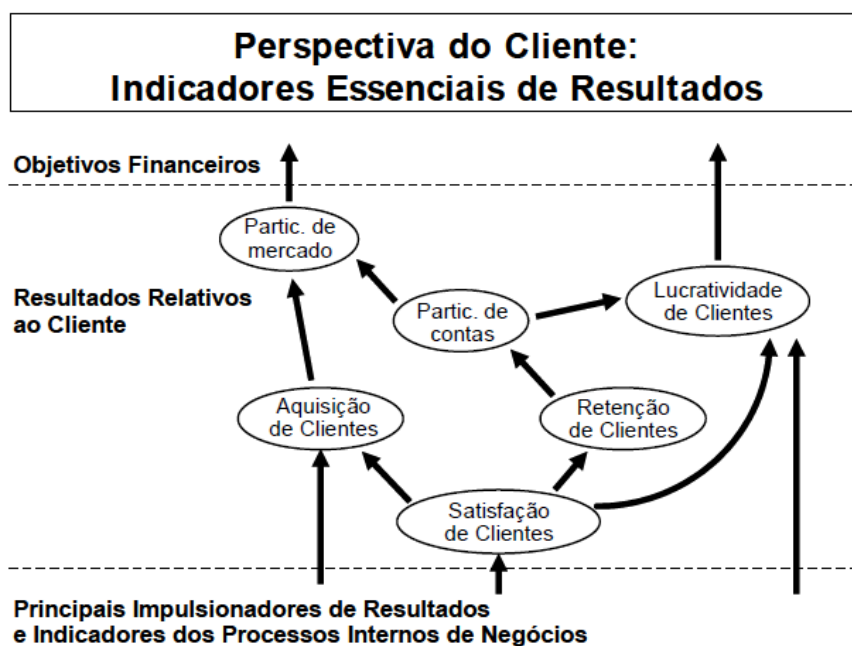 Perspectiva do Cliente:
Indicadores Essenciais de Resultados
Objetivos Financeiros
Partic. de
mercado
Resultados Relativos
ao Cliente
Partic. de
contas
Lucratividade
de Clientes
Aquisição
de Clientes
Retenção
de Clientes
Satisfação
de Clientes
Principais Impulsionadores de Resultados
e Indicadores dos Processos Internos de Negócios